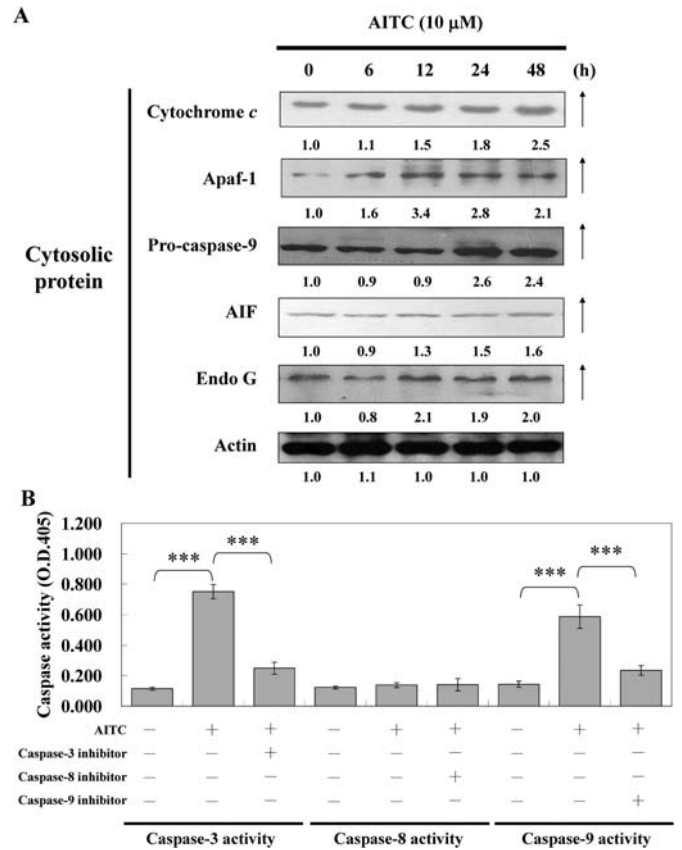 A
AITC (10 µM)
0 6 12 24 48 (h)
Cytosolic protein
Cytochrome c
1.0 1.1 1.5 1.8 2.5
Apaf-1
1.0 1.6 3.4 2.8 2.1
Pro-caspase-9
1.0 0.9 0.9 2.6 2.4
AIF
1.0 0.9 1.3 1.5 1.6
Endo G
1.0 0.8 2.1 1.9 2.0
Actin
1.0 1.1 1.0 1.0 1.0
B
Caspase activity (O.D.405)
1.200
1.000
0.800
0.600
0.400
0.200
0.000
*** *** *** ***
AITC — + + — + + — + +
Caspase-3 inhibitor — — + — — — — — —
Caspase-8 inhibitor — — — — — + — — —
Caspase-9 inhibitor — — — — — — — — +
Caspase-3 activity Caspase-8 activity Caspase-9 activity